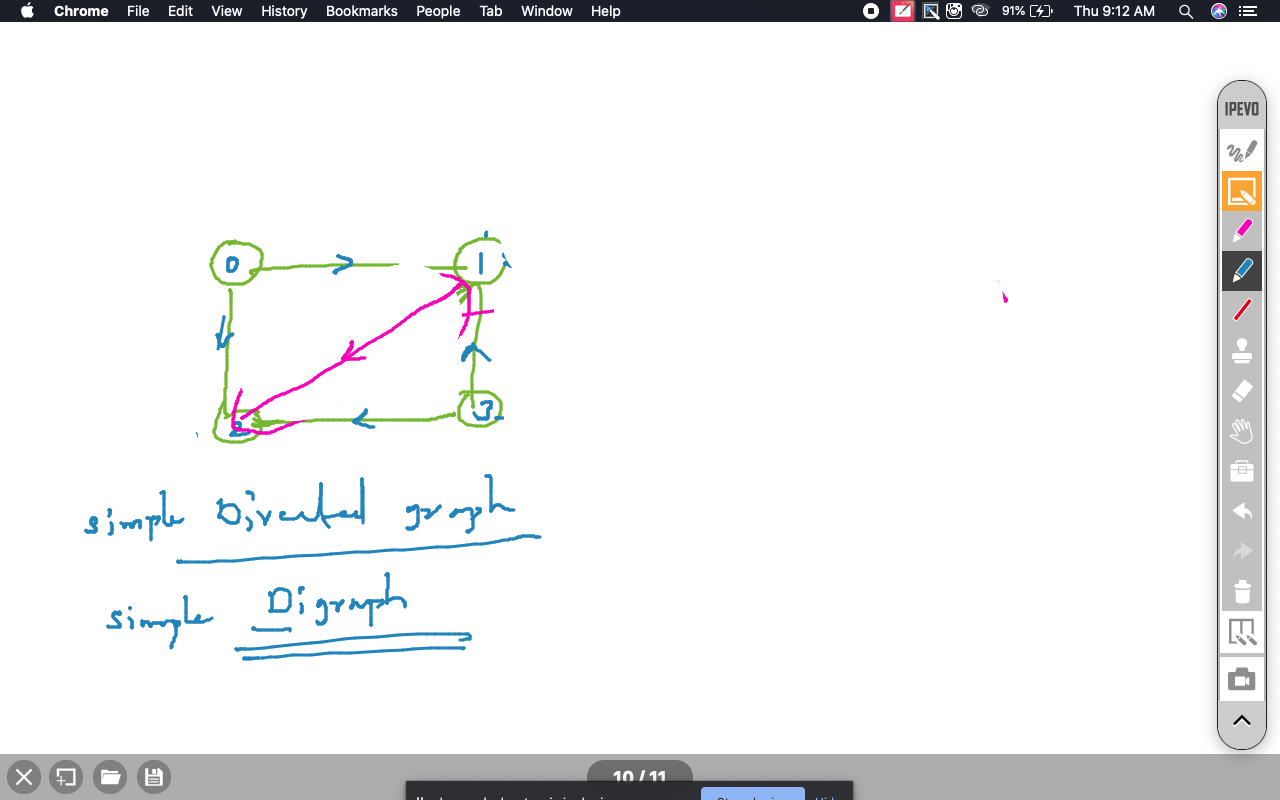 Chrome File Edit View History Bookmarks People Tab Window Help 91% Thu 9:12 AM
IPEVO
0 1
2 3
simple Directed graph
simple Digraph
10 / 11